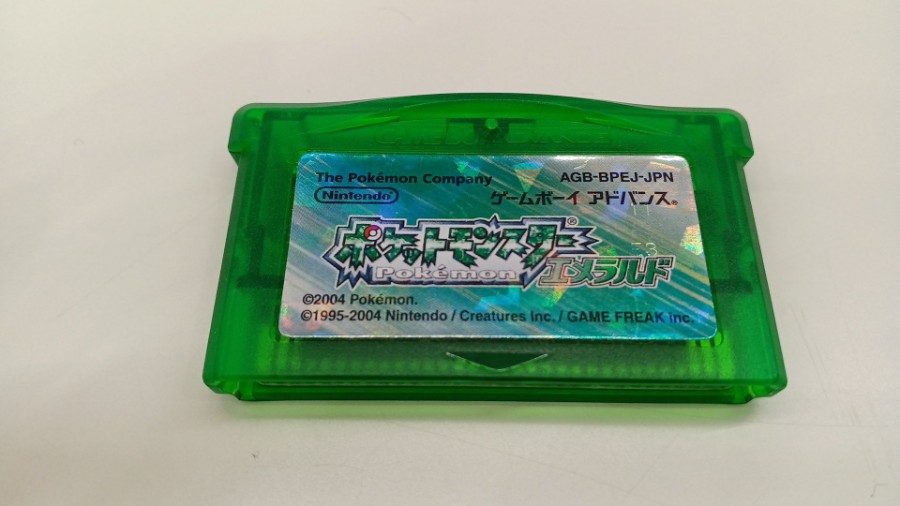 The Pokémon Company
AGB-BPEJ-JPN
Nintendo®
ゲームボーイ アドバンス®
ポケットモンスター®
Pokémon
エメラルド
©2004 Pokémon.
©1995-2004 Nintendo / Creatures inc. / GAME FREAK inc.